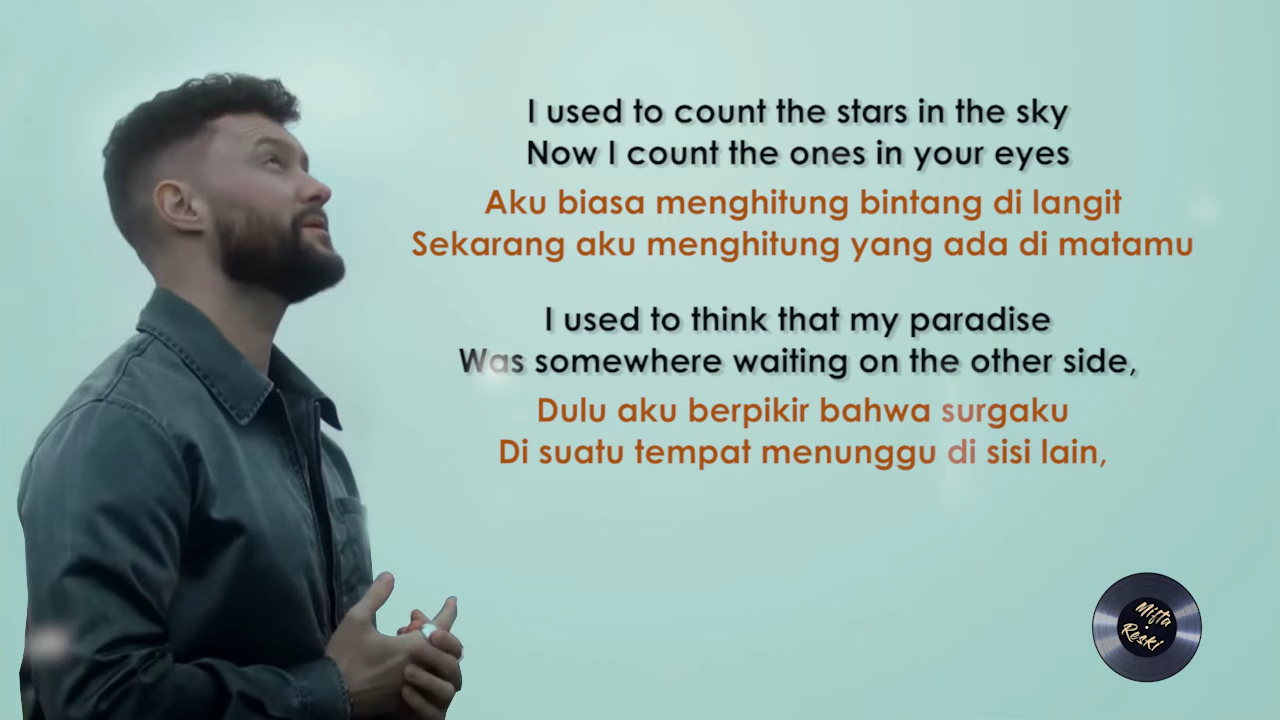 I used to count the stars in the sky
Now I count the ones in your eyes
Aku biasa menghitung bintang di langit
Sekarang aku menghitung yang ada di matamu
I used to think that my paradise
Was somewhere waiting on the other side,
Dulu aku berpikir bahwa surgaku
Di suatu tempat menunggu di sisi lain,
Mifta
Reski